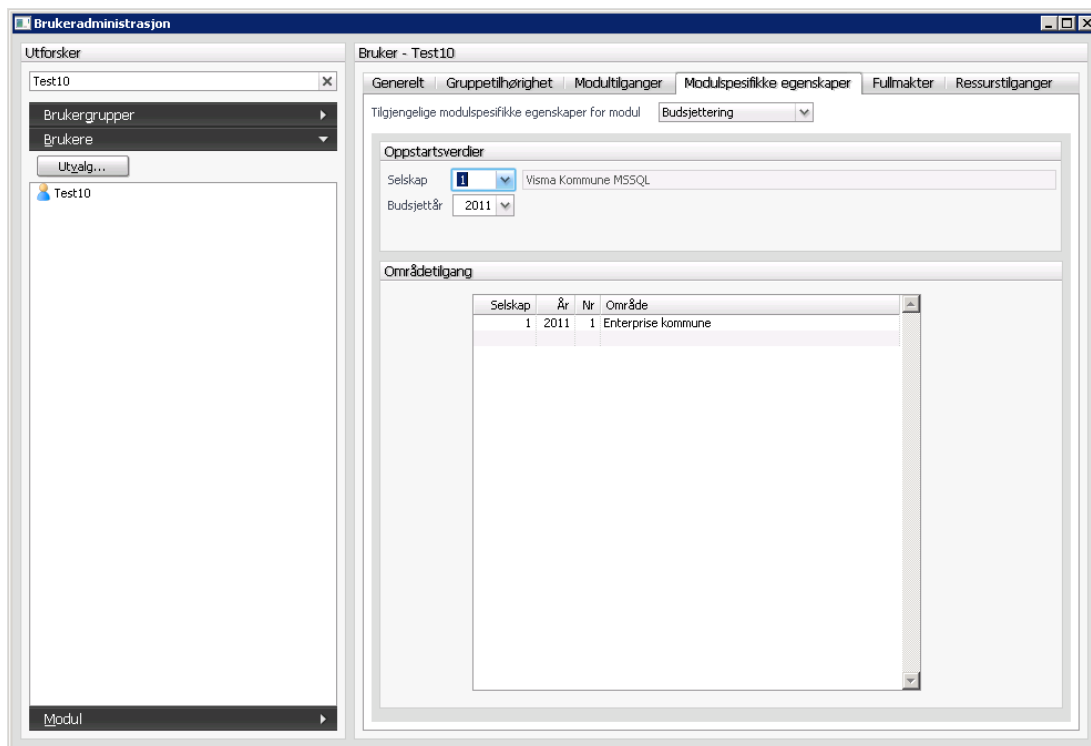 Brukeradministrasjon
Utforsker
Test10
Brukergrupper
Brukere
Utvalg...
Test10
Modul
Bruker - Test10
Generelt Gruppetilhørighet Modultilganger Modulspesifikke egenskaper Fullmakter Ressurstilganger
Tilgjengelige modulspesifikke egenskaper for modul Budsjettering
Oppstartsverdier
Selskap 1 Visma Kommune MSSQL
Budsjettår 2011
Områdetilgang
Selskap År Nr Område
1 2011 1 Enterprise kommune